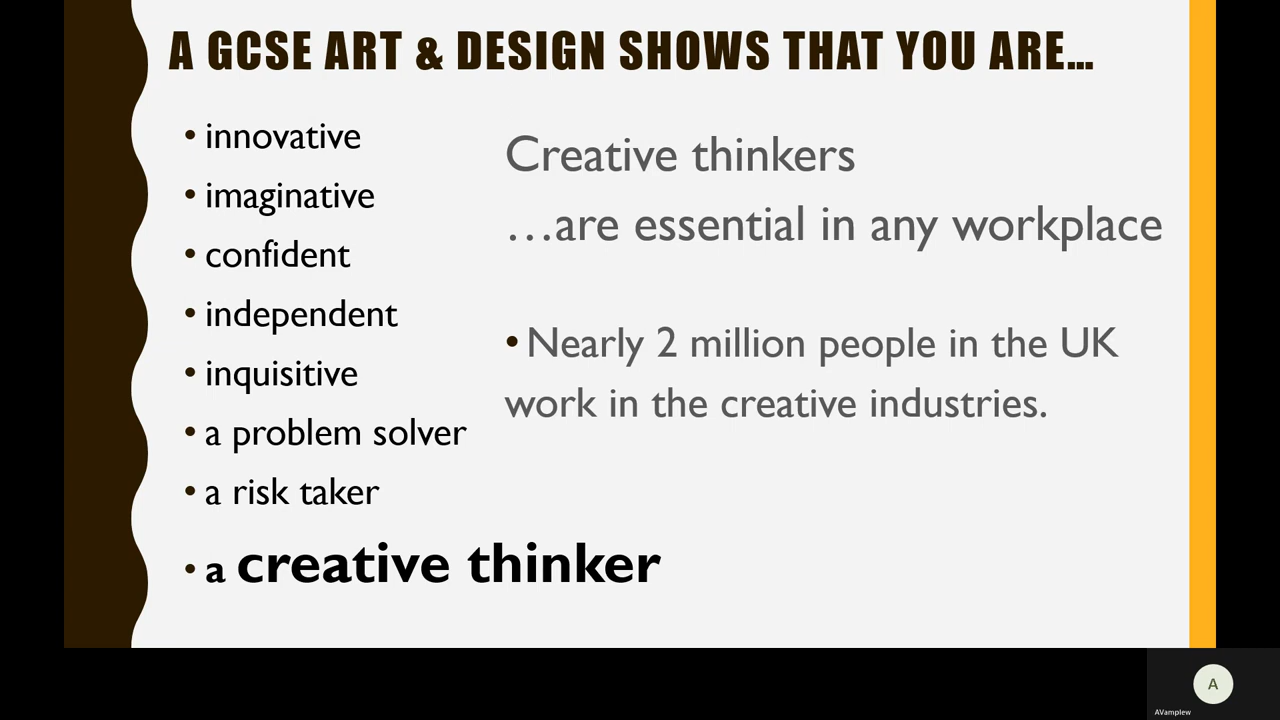 A GCSE ART & DESIGN SHOWS THAT YOU ARE…
• innovative
• imaginative
• confident
• independent
• inquisitive
• a problem solver
• a risk taker
• a creative thinker
Creative thinkers
…are essential in any workplace
• Nearly 2 million people in the UK
work in the creative industries.
A
AVamplew